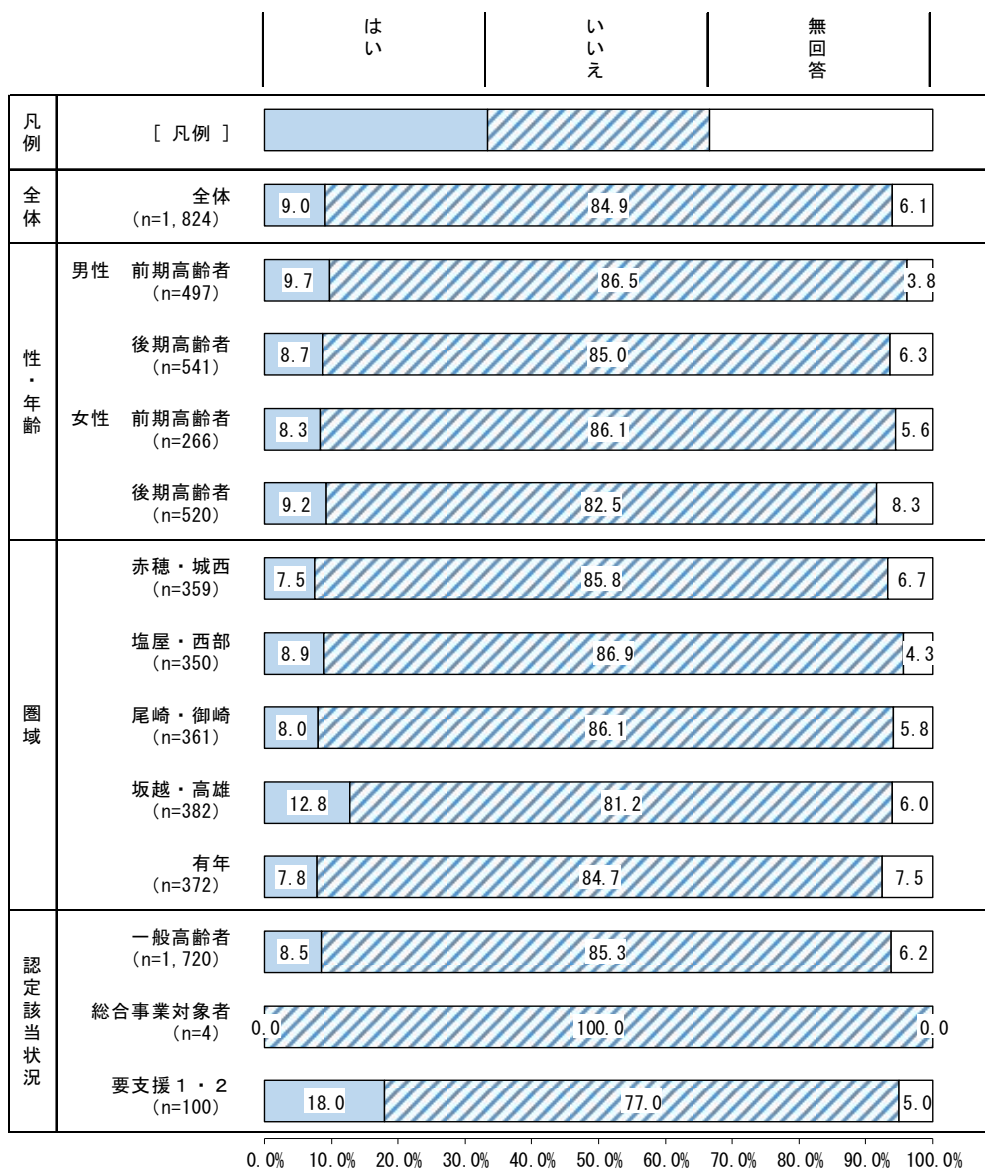 はい
いいえ
無回答
凡例
[ 凡例 ]
全体
全体
(n=1,824)
9.0
84.9
6.1
性・年齢
男性 前期高齢者
(n=497)
9.7
86.5
3.8
後期高齢者
(n=541)
8.7
85.0
6.3
女性 前期高齢者
(n=266)
8.3
86.1
5.6
後期高齢者
(n=520)
9.2
82.5
8.3
圏域
赤穂・城西
(n=359)
7.5
85.8
6.7
塩屋・西部
(n=350)
8.9
86.9
4.3
尾崎・御崎
(n=361)
8.0
86.1
5.8
坂越・高雄
(n=382)
12.8
81.2
6.0
有年
(n=372)
7.8
84.7
7.5
認定該当状況
一般高齢者
(n=1,720)
8.5
85.3
6.2
総合事業対象者
(n=4)
0.0
100.0
0.0
要支援1・2
(n=100)
18.0
77.0
5.0
0.0% 10.0% 20.0% 30.0% 40.0% 50.0% 60.0% 70.0% 80.0% 90.0% 100.0%